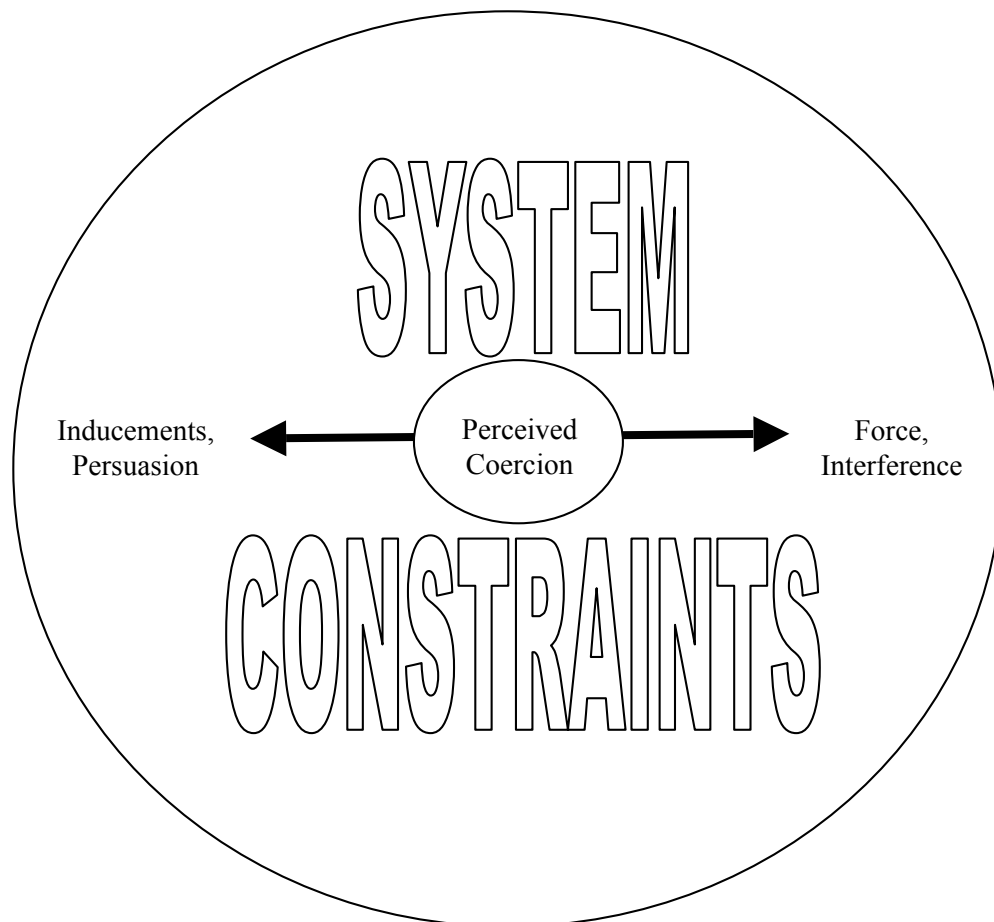 SYSTEM
Inducements,
Persuasion
Perceived
Coercion
Force,
Interference
CONSTRAINTS